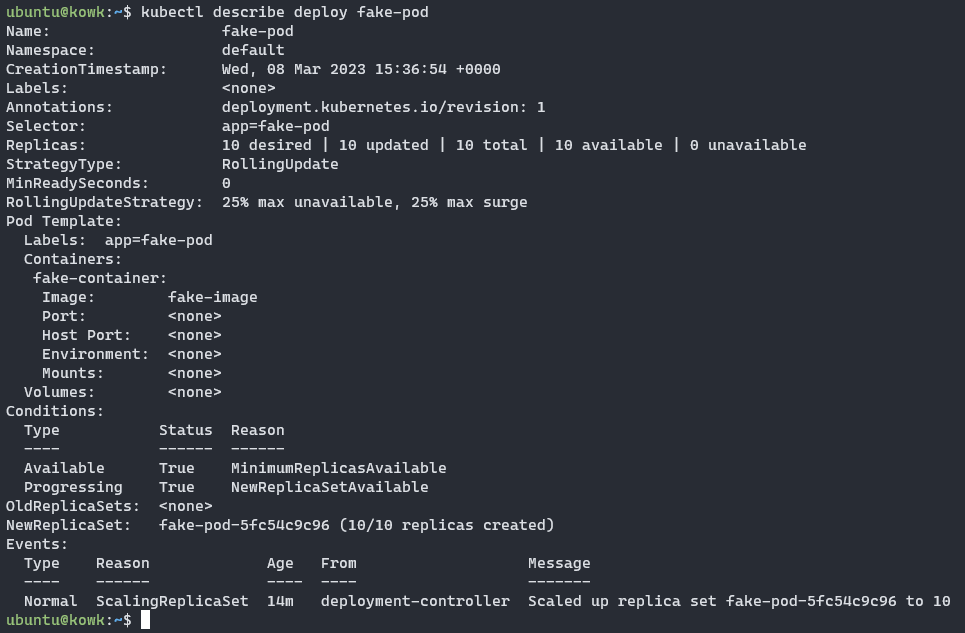 ubuntu@kowk:~$ kubectl describe deploy fake-pod
Name:                   fake-pod
Namespace:              default
CreationTimestamp:      Wed, 08 Mar 2023 15:36:54 +0000
Labels:                 <none>
Annotations:            deployment.kubernetes.io/revision: 1
Selector:               app=fake-pod
Replicas:               10 desired | 10 updated | 10 total | 10 available | 0 unavailable
StrategyType:           RollingUpdate
MinReadySeconds:        0
RollingUpdateStrategy:  25% max unavailable, 25% max surge
Pod Template:
  Labels:  app=fake-pod
  Containers:
   fake-container:
    Image:        fake-image
    Port:         <none>
    Host Port:    <none>
    Environment:  <none>
    Mounts:       <none>
  Volumes:        <none>
Conditions:
  Type           Status  Reason
  ----           ------  ------
  Available      True    MinimumReplicasAvailable
  Progressing    True    NewReplicaSetAvailable
OldReplicaSets:  <none>
NewReplicaSet:   fake-pod-5fc54c9c96 (10/10 replicas created)
Events:
  Type    Reason             Age   From                   Message
  ----    ------             ----  ----                   -------
  Normal  ScalingReplicaSet  14m   deployment-controller  Scaled up replica set fake-pod-5fc54c9c96 to 10
ubuntu@kowk:~$